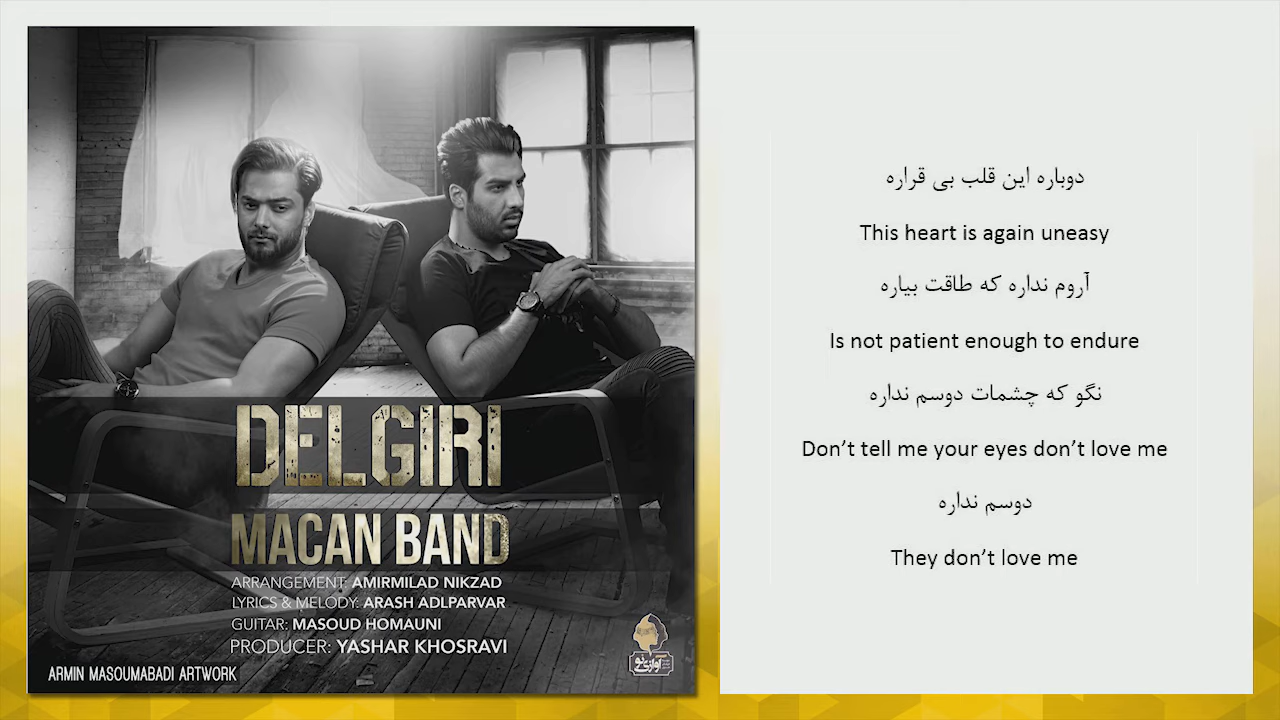 DELGIRI
MACAN BAND
ARRANGEMENT: AMIRMILAD NIKZAD
LYRICS & MELODY: ARASH ADLPARVAR
GUITAR: MASOUD HOMAUNI
PRODUCER: YASHAR KHOSRAVI
ARMIN MASOUMABADI ARTWORK
آوازی نو
دوباره این قلب بی قراره
This heart is again uneasy
آروم نداره که طاقت بیاره
Is not patient enough to endure
نگو که چشمات دوسم نداره
Don’t tell me your eyes don’t love me
دوسم نداره
They don’t love me